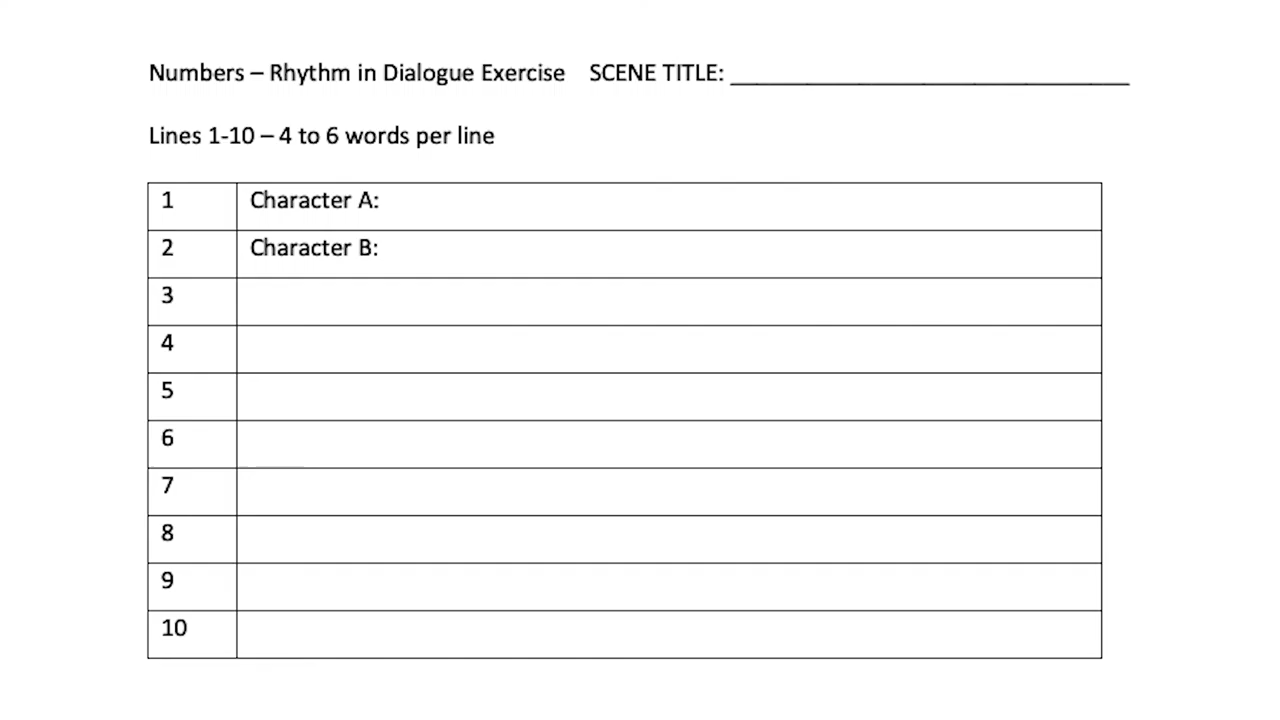 Numbers – Rhythm in Dialogue Exercise SCENE TITLE: ______________________________
Lines 1-10 – 4 to 6 words per line
1 Character A:
2 Character B:
3
4
5
6
7
8
9
10